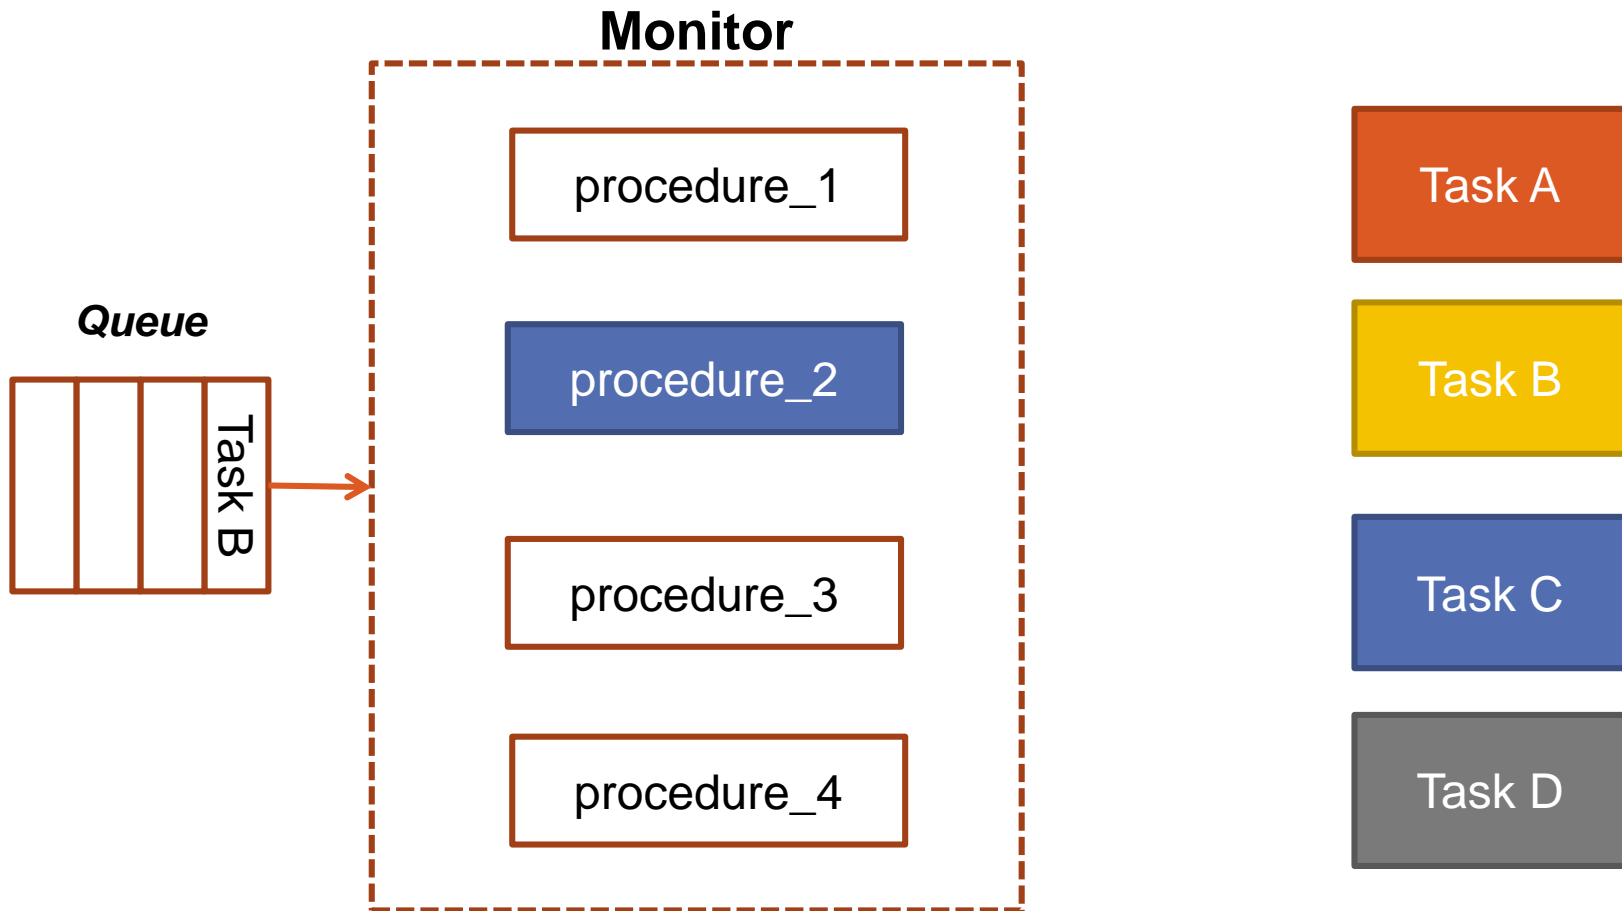 Monitor
procedure_1
Task A
Queue
procedure_2
Task B
Task B
procedure_3
Task C
procedure_4
Task D